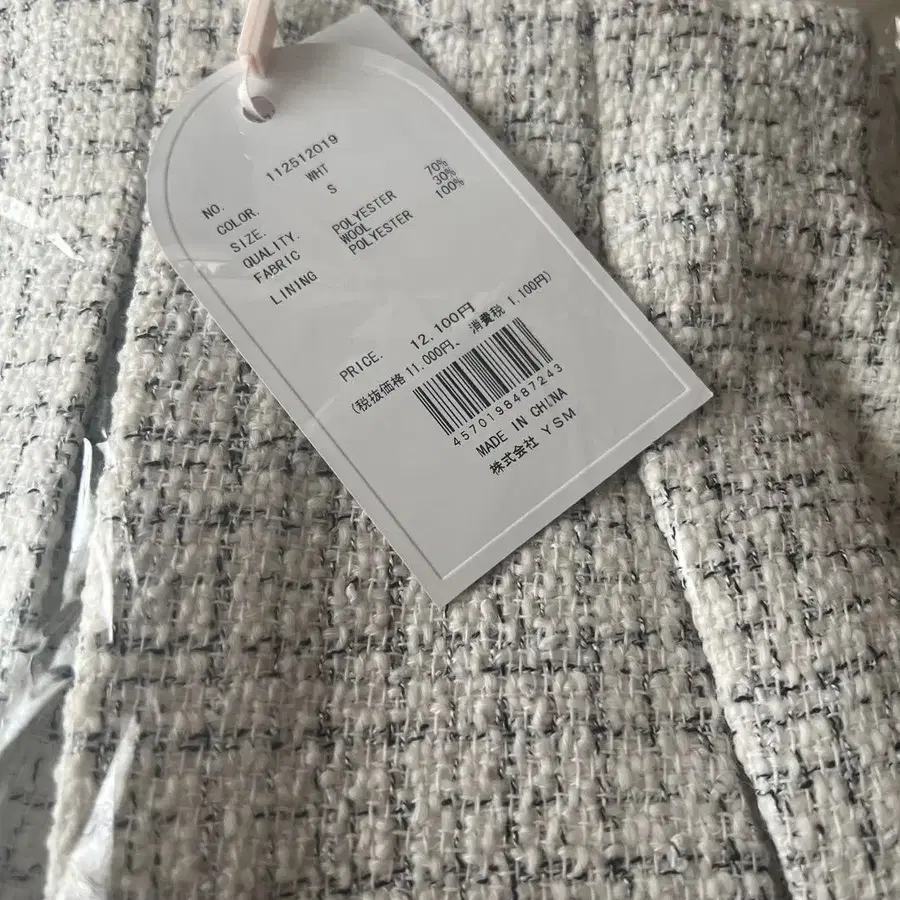 NO. 112512019
COLOR. WHT
SIZE. S
QUALITY.
FABRIC POLYESTER 70%
WOOL 30%
LINING POLYESTER 100%
PRICE. 12,100円
(税抜価格 11,000円、 消費税 1,100円)
4570198487243
MADE IN CHINA
株式会社 YSM